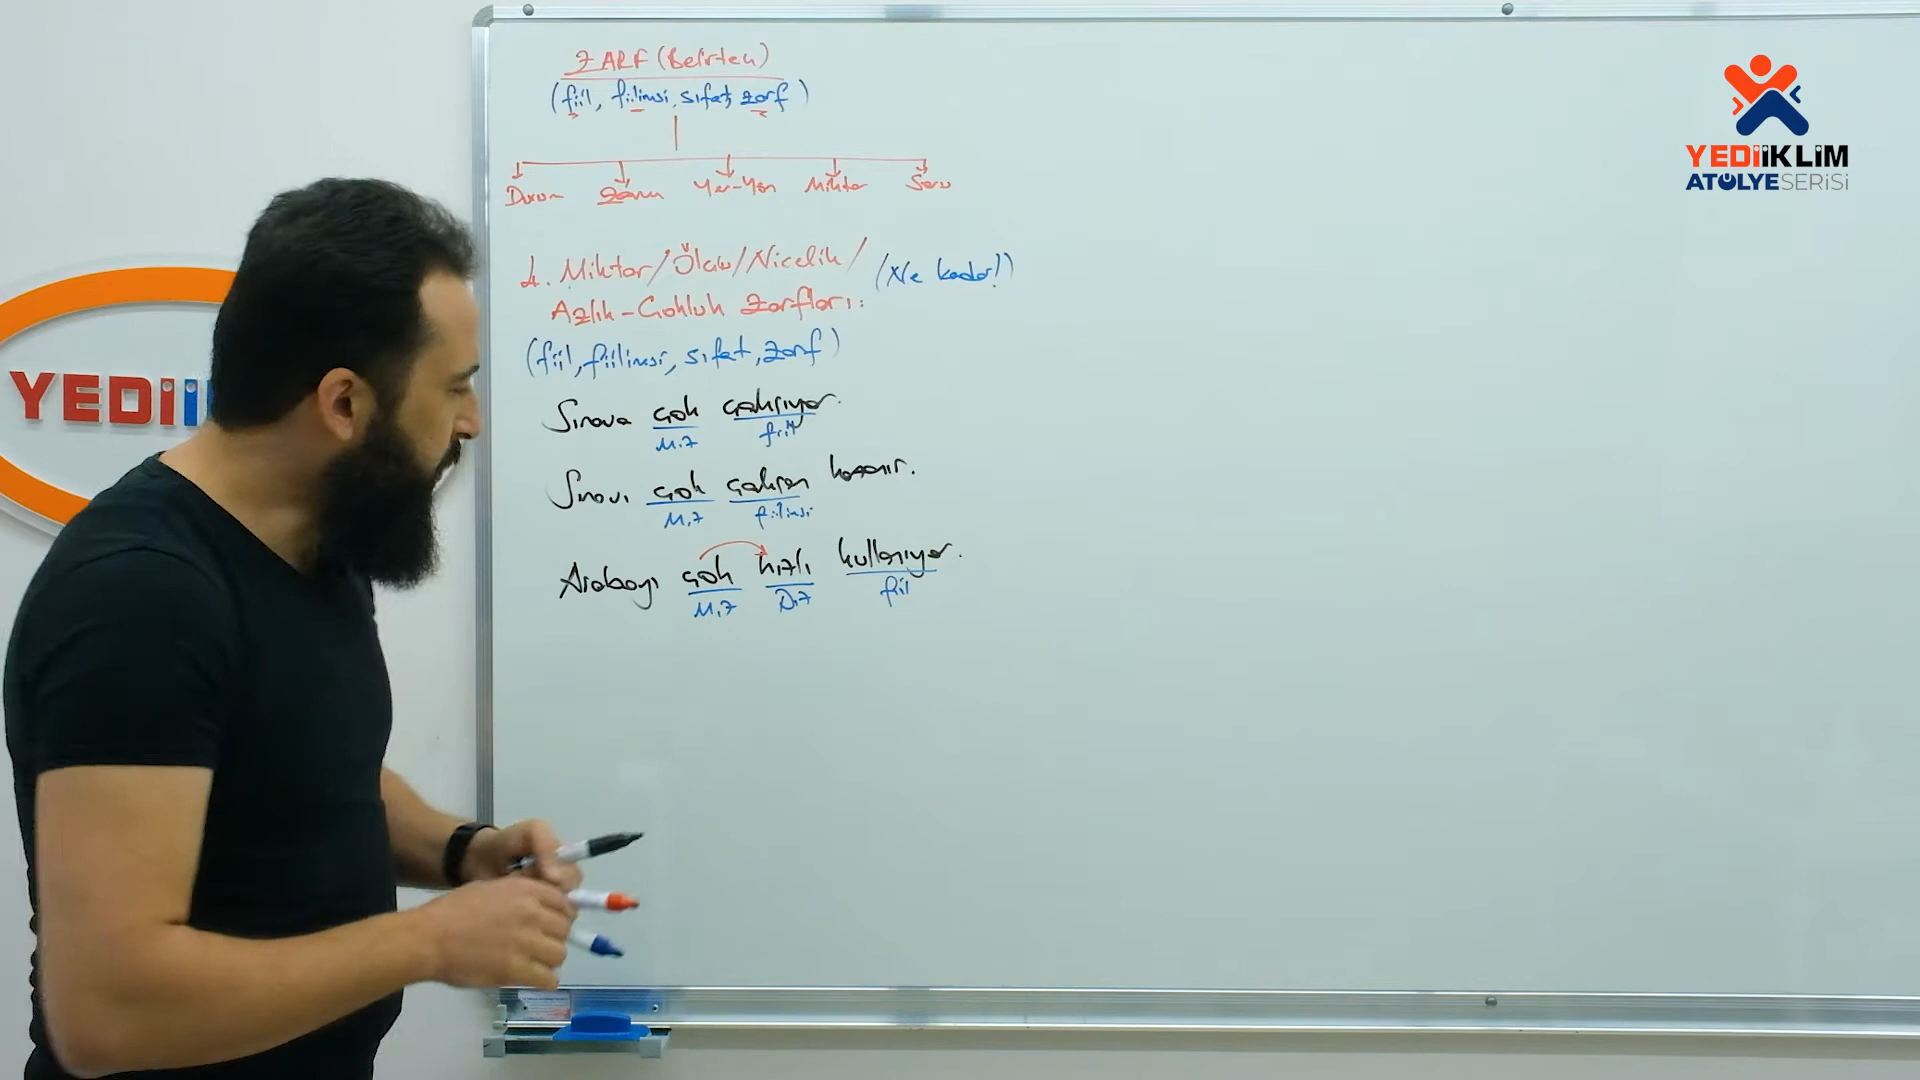 ZARF (Belirteç)
(fiil, fiilimsi, sıfat, zarf)
Durum Zaman Yer-Yön Miktar Soru
4. Miktar/Ölçü/Nicelik/
Azlık-Çokluk Zarfları: (Ne kadar?)
(fiil, fiilimsi, sıfat, zarf)
Sınava çok çalışıyor.
M.Z fiil
Sınavı çok çalışan kazanır.
M.Z fiilimsi
Arabayı çok hızlı kullanıyor.
M.Z D.Z fiil
YEDiiKLİM
ATÖLYE SERİSİ
YEDİİ